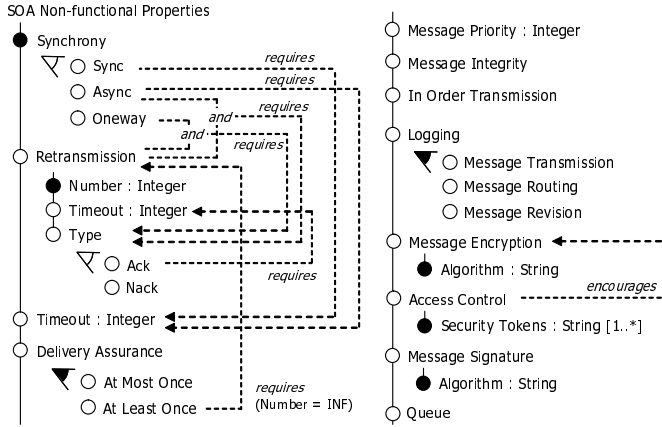 SOA Non-functional Properties
Synchrony
Sync
requires
Async
requires
Oneway
and
requires
and
requires
Retransmission
Number : Integer
Timeout : Integer
Type
Ack
requires
Nack
Timeout : Integer
Delivery Assurance
At Most Once
At Least Once
requires
(Number = INF)
Message Priority : Integer
Message Integrity
In Order Transmission
Logging
Message Transmission
Message Routing
Message Revision
Message Encryption
Algorithm : String
encourages
Access Control
Security Tokens : String [1..*]
Message Signature
Algorithm : String
Queue